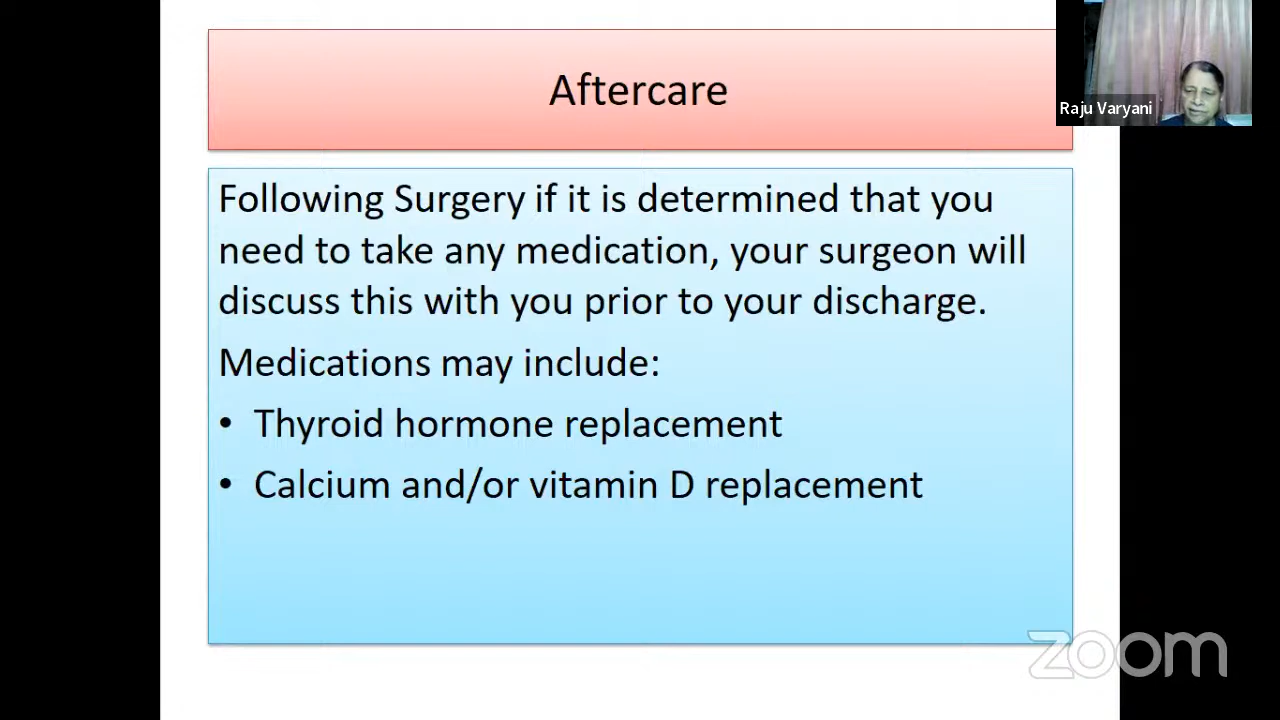 Aftercare
Raju Varyani
Following Surgery if it is determined that you
need to take any medication, your surgeon will
discuss this with you prior to your discharge.
Medications may include:
• Thyroid hormone replacement
• Calcium and/or vitamin D replacement
zoom